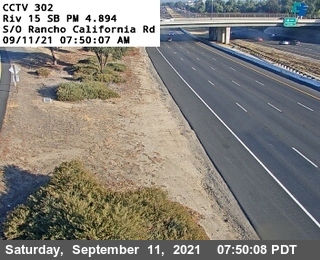 CCTV 302
Riv 15 SB PM 4.894
S/O Rancho California Rd
09/11/21 07:50:07 AM
Saturday, September 11, 2021 07:50:08 PDT